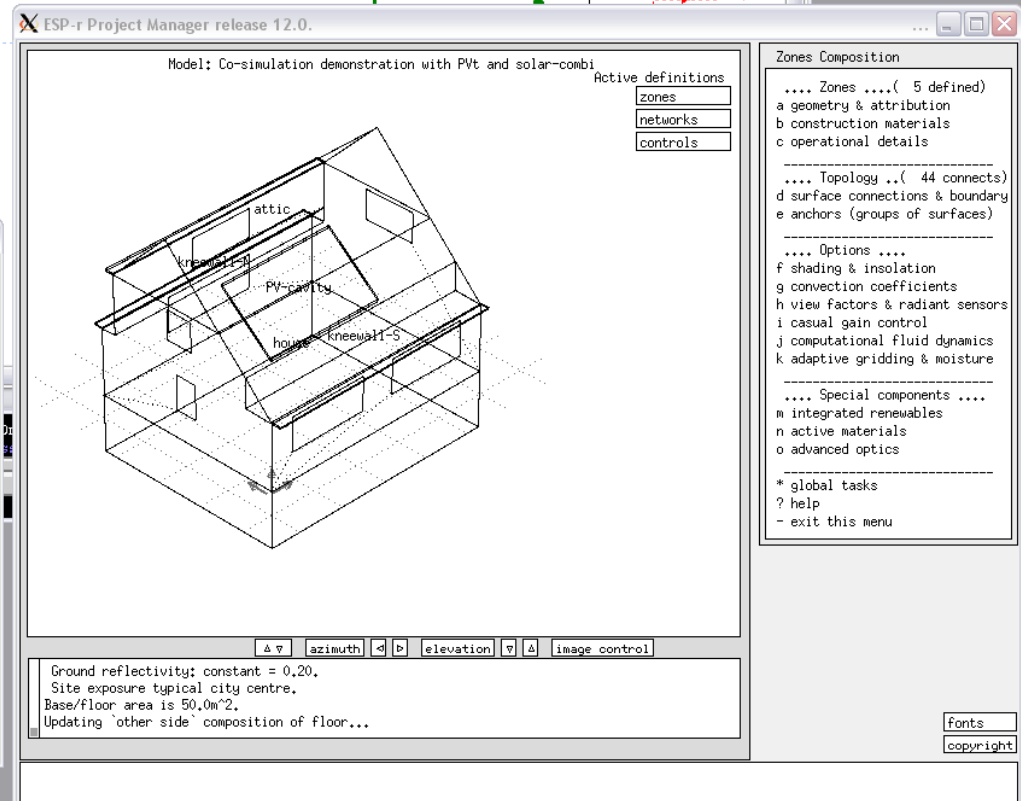 ESP-r Project Manager release 12.0.
...
Model: Co-simulation demonstration with PVt and solar-combi
Active definitions
zones
networks
controls
attic
kneewall-N
PV-cavity
kneewall-S
house
azimuth
elevation
image control
Ground reflectivity: constant = 0.20.
Site exposure typical city centre.
Base/floor area is 50.0m^2.
Updating `other side` composition of floor...
Zones Composition
.... Zones ....( 5 defined)
a geometry & attribution
b construction materials
c operational details
.... Topology ..( 44 connects)
d surface connections & boundary
e anchors (groups of surfaces)
.... Options ....
f shading & insolation
g convection coefficients
h view factors & radiant sensors
i casual gain control
j computational fluid dynamics
k adaptive gridding & moisture
.... Special components ....
m integrated renewables
n active materials
o advanced optics
* global tasks
? help
- exit this menu
fonts
copyright